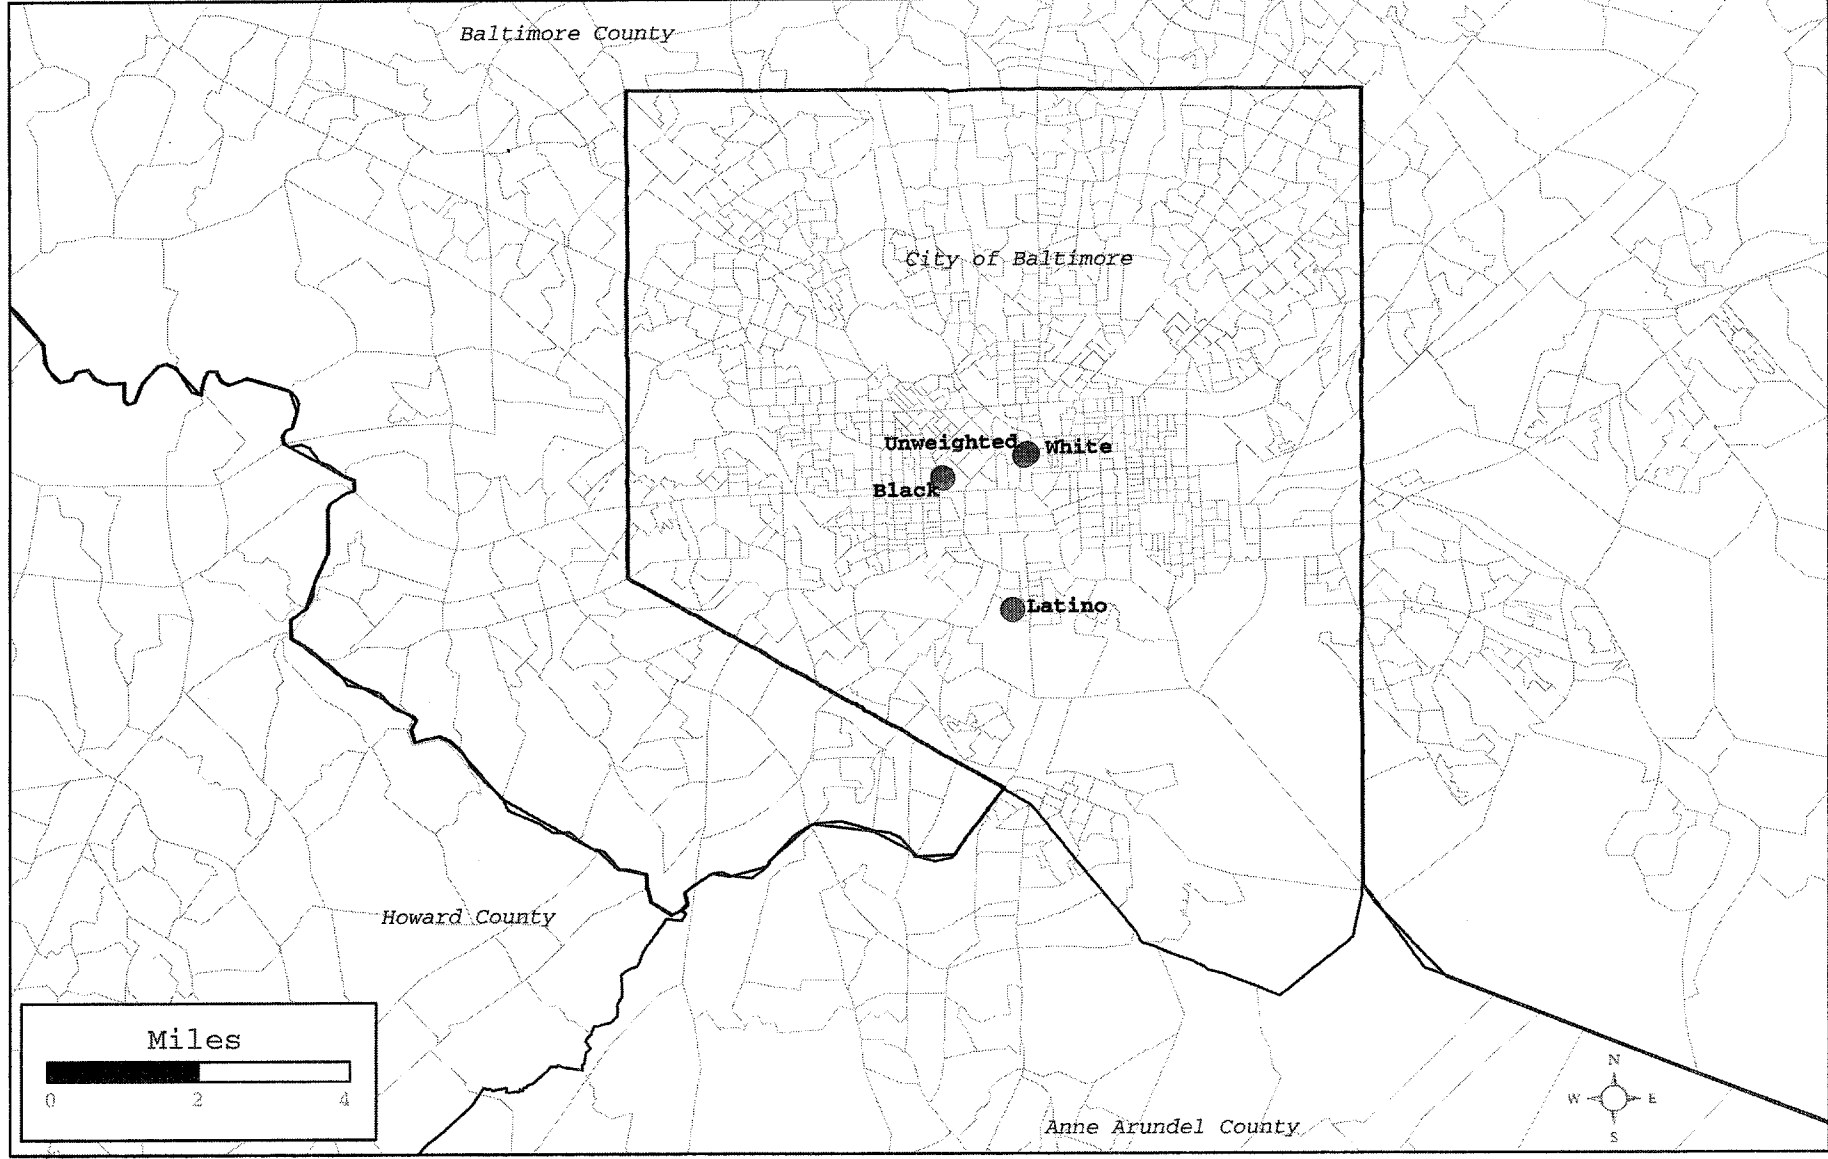 Baltimore County
City of Baltimore
Unweighted
White
Black
Latino
Howard County
Miles
0 2 4
N
W E
S
Anne Arundel County